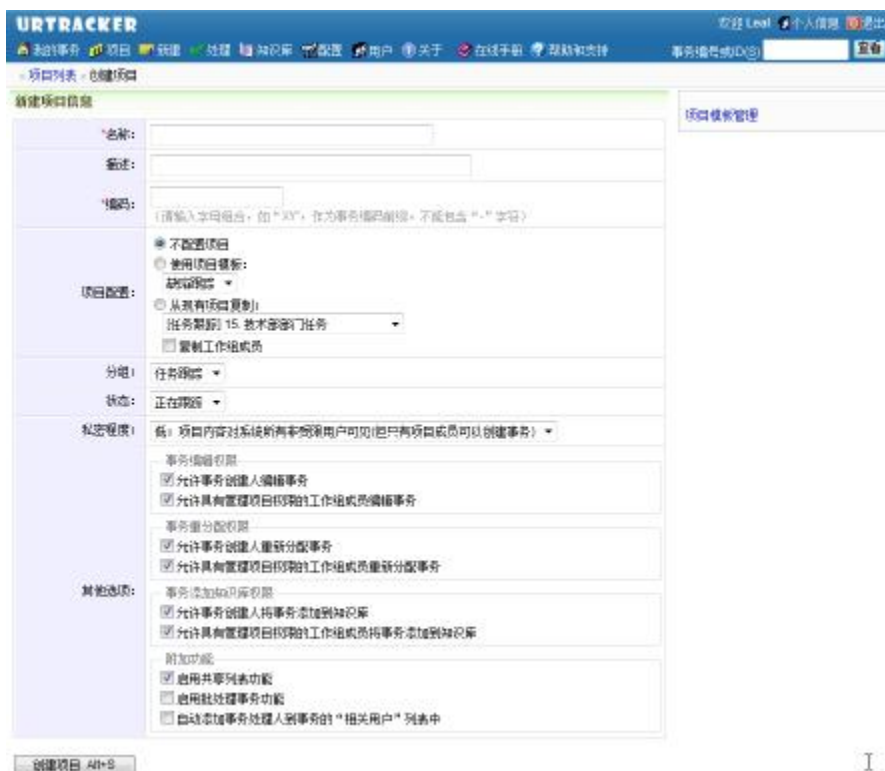 URTRACKER
欢迎 Leal 个人信息 退出
我的事务 项目 新建 处理 知识库 配置 用户 关于 在线手册 帮助和支持 事务编号或ID(S) 查看
项目列表 创建项目
新建项目信息
项目模板管理
*名称:
描述:
*编码:
(请输入字母组合,如“XY”,作为事务编码前缀,不能包含“-”字符)
项目配置:
不配置项目
使用项目模板:
缺陷跟踪
从现有项目复制:
[任务跟踪] 15. 技术部部门任务
复制工作组成员
分组: 任务跟踪
状态: 正在跟踪
私密程度: 低:项目内容对系统所有非受限用户可见(但只有项目成员可以创建事务)
其他选项:
事务编辑权限
允许事务创建人编辑事务
允许具有管理项目权限的工作组成员编辑事务
事务重分配权限
允许事务创建人重新分配事务
允许具有管理项目权限的工作组成员重新分配事务
事务添加知识库权限
允许事务创建人将事务添加到知识库
允许具有管理项目权限的工作组成员将事务添加到知识库
附加功能
启用共享列表功能
启用批处理事务功能
自动添加事务处理人到事务的“相关用户”列表中
创建项目 Alt+S